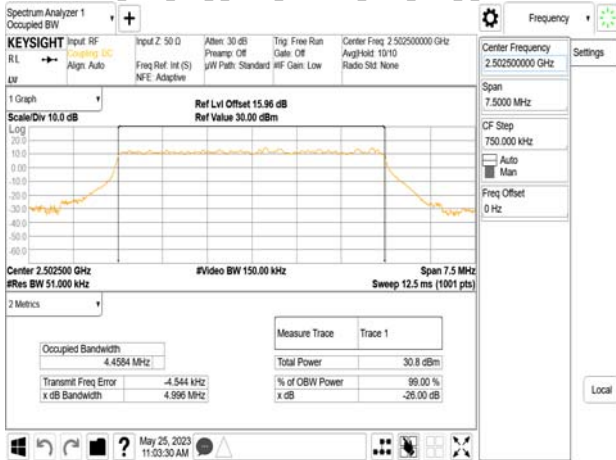 Spectrum Analyzer 1
Occupied BW
Frequency
KEYSIGHT
RL
Input: RF
Coupling: DC
Align: Auto
Input Z: 50 Ω
Freq Ref: Int (S)
NFE: Adaptive
Atten: 30 dB
Preamp: Off
µW Path: Standard
Trig: Free Run
Gate: Off
#IF Gain: Low
Center Freq: 2.502500000 GHz
Avg|Hold: 10/10
Radio Std: None
Center Frequency
2.502500000 GHz
Settings
Span
7.5000 MHz
CF Step
750.000 kHz
Auto
Man
Freq Offset
0 Hz
Local
1 Graph
Scale/Div 10.0 dB
Ref Lvl Offset 15.96 dB
Ref Value 30.00 dBm
Log
20.0
10.0
0.00
-10.0
-20.0
-30.0
-40.0
-50.0
-60.0
Center 2.502500 GHz
#Video BW 150.00 kHz
Span 7.5 MHz
#Res BW 51.000 kHz
Sweep 12.5 ms (1001 pts)
2 Metrics
Measure Trace Trace 1
Occupied Bandwidth
4.4584 MHz
Total Power 30.8 dBm
Transmit Freq Error -4.544 kHz
% of OBW Power 99.00 %
x dB Bandwidth 4.996 MHz
x dB -26.00 dB
May 25, 2023
11:03:30 AM